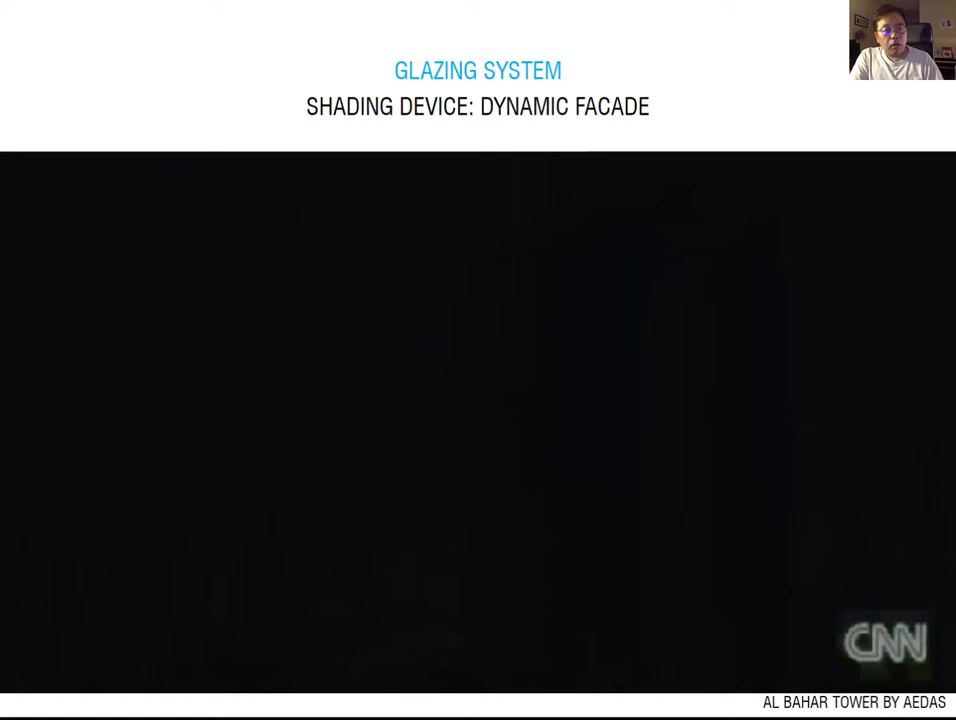 GLAZING SYSTEM
SHADING DEVICE: DYNAMIC FACADE
CNN
AL BAHAR TOWER BY AEDAS